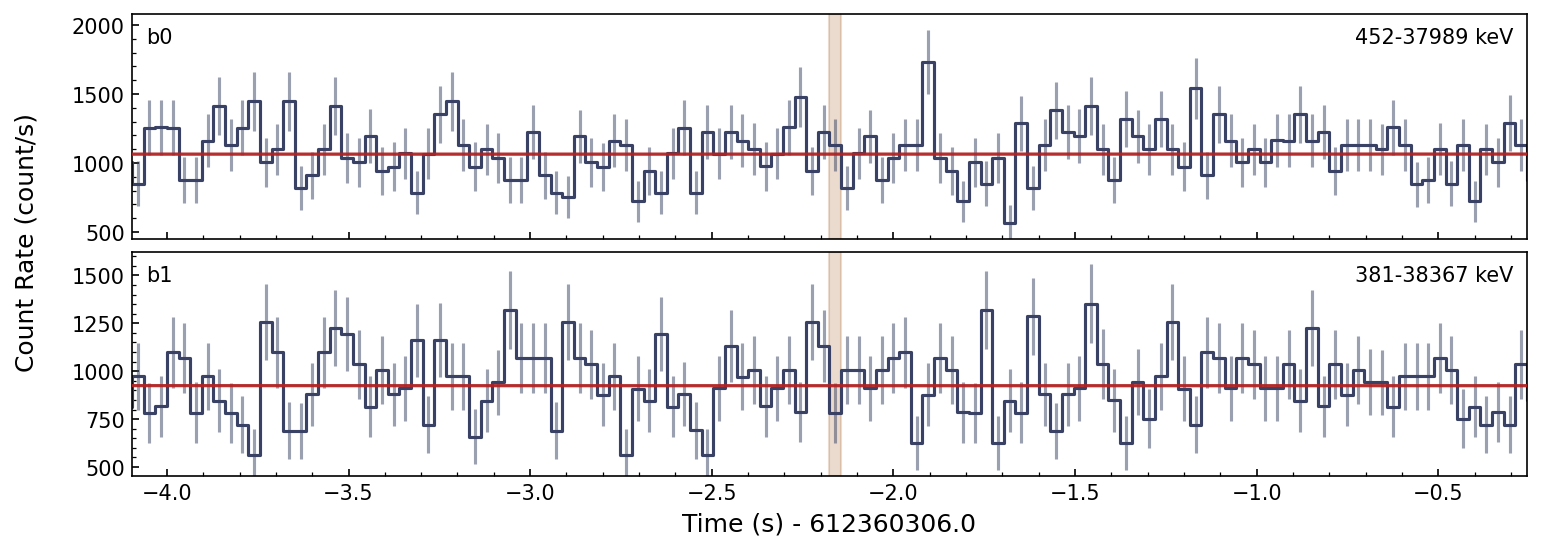 b0
452-37989 keV
2000
1500
1000
500
b1
381-38367 keV
1500
1250
1000
750
500
Count Rate (count/s)
−4.0 −3.5 −3.0 −2.5 −2.0 −1.5 −1.0 −0.5
Time (s) - 612360306.0